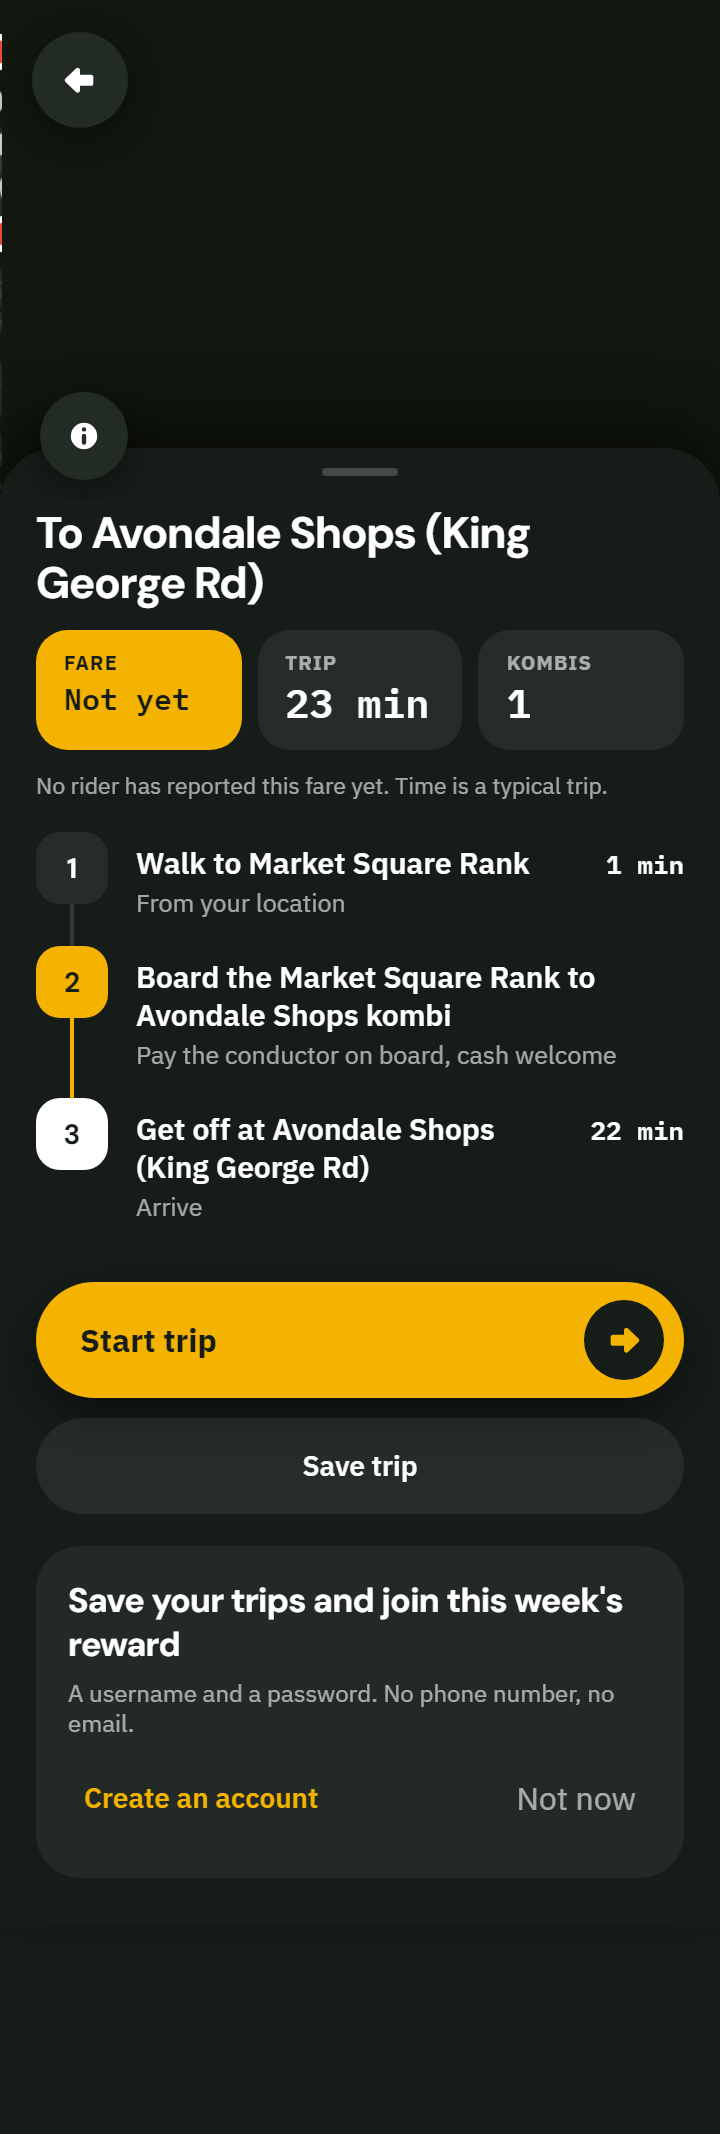 To Avondale Shops (King
George Rd)
FARE
Not yet
TRIP
23 min
KOMBIS
1
No rider has reported this fare yet. Time is a typical trip.
1
Walk to Market Square Rank
1 min
From your location
2
Board the Market Square Rank to
Avondale Shops kombi
Pay the conductor on board, cash welcome
3
Get off at Avondale Shops
(King George Rd)
22 min
Arrive
Start trip
Save trip
Save your trips and join this week's
reward
A username and a password. No phone number, no
email.
Create an account
Not now